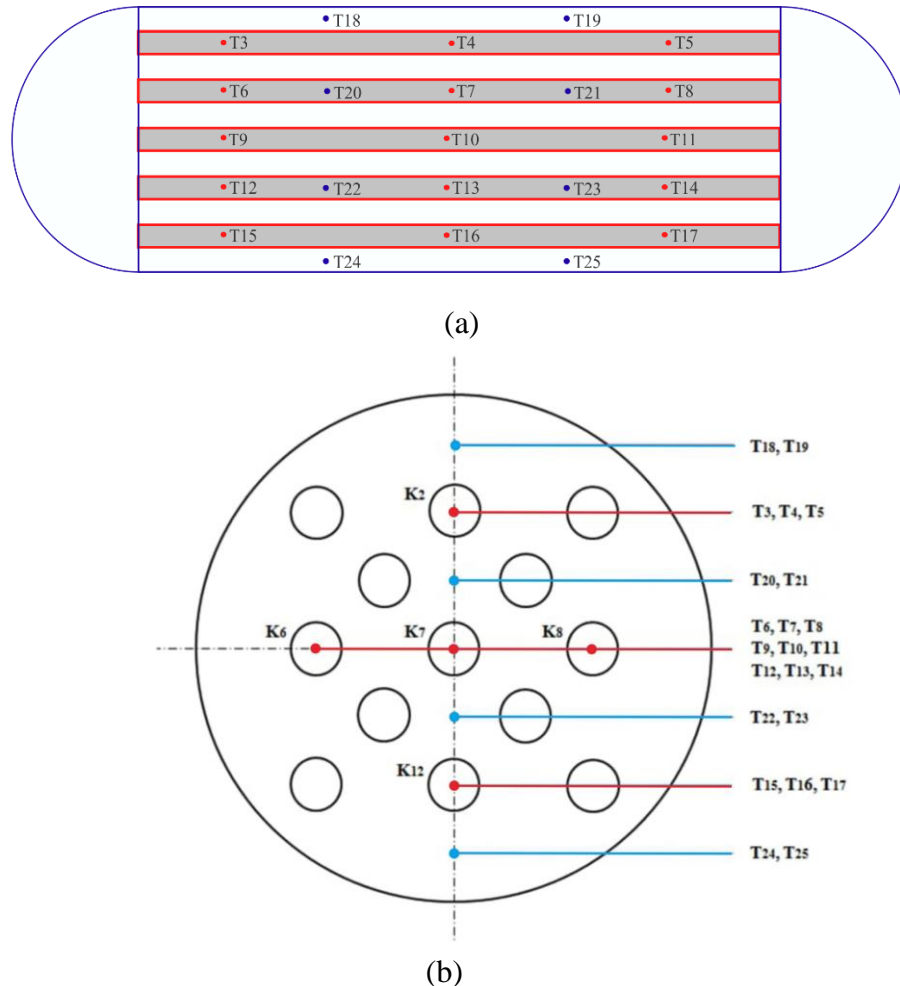 T18 T19
T3 T4 T5
T6 T20 T7 T21 T8
T9 T10 T11
T12 T22 T13 T23 T14
T15 T16 T17
T24 T25
(a)
T18, T19
K2
T3, T4, T5
T20, T21
K6 K7 K8
T6, T7, T8
T9, T10, T11
T12, T13, T14
T22, T23
K12
T15, T16, T17
T24, T25
(b)